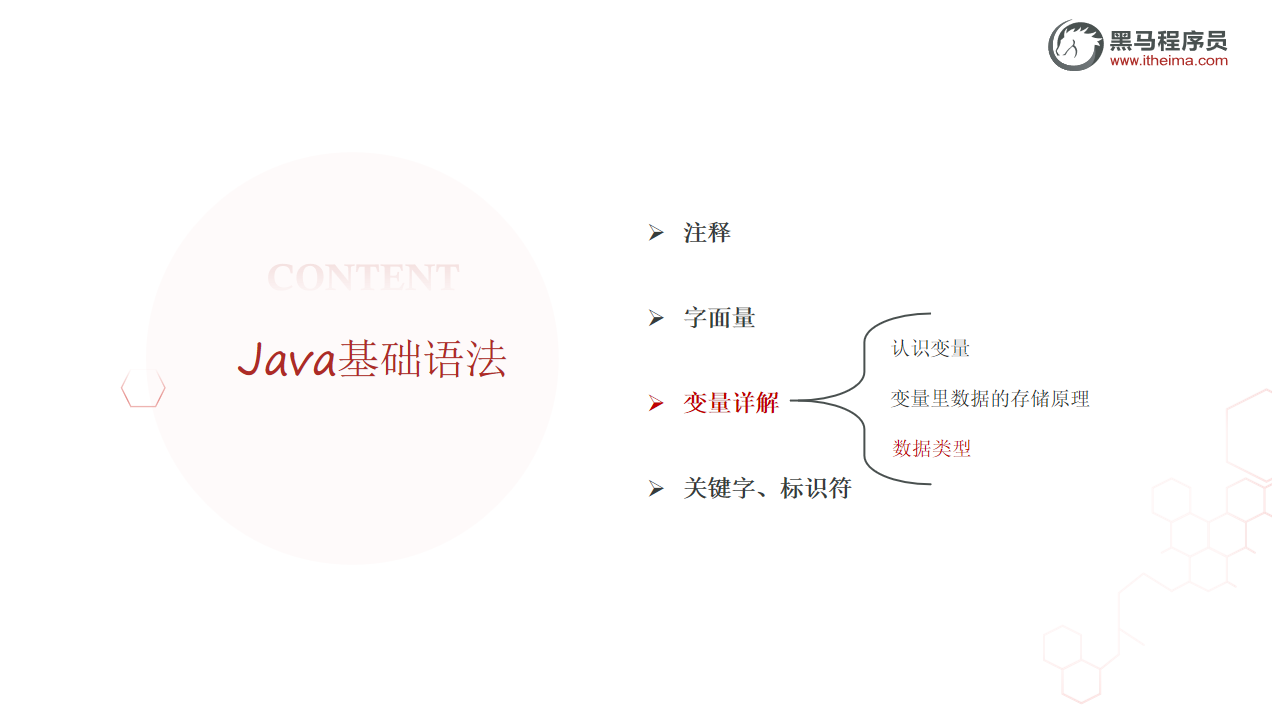 黑马程序员
www.itheima.com
CONTENT
Java基础语法
注释
字面量
变量详解
认识变量
变量里数据的存储原理
数据类型
关键字、标识符